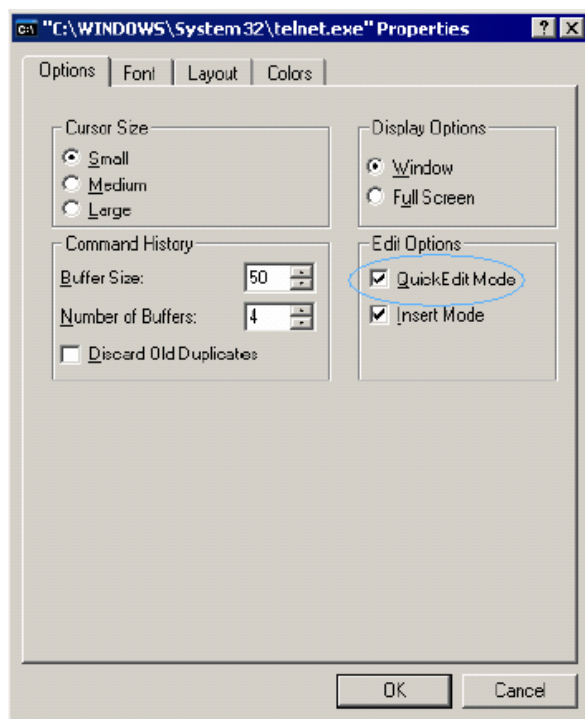 "C:\WINDOWS\System32\telnet.exe" Properties
Options Font Layout Colors
Cursor Size
Small
Medium
Large
Display Options
Window
Full Screen
Command History
Buffer Size: 50
Number of Buffers: 4
Discard Old Duplicates
Edit Options
QuickEdit Mode
Insert Mode
OK Cancel